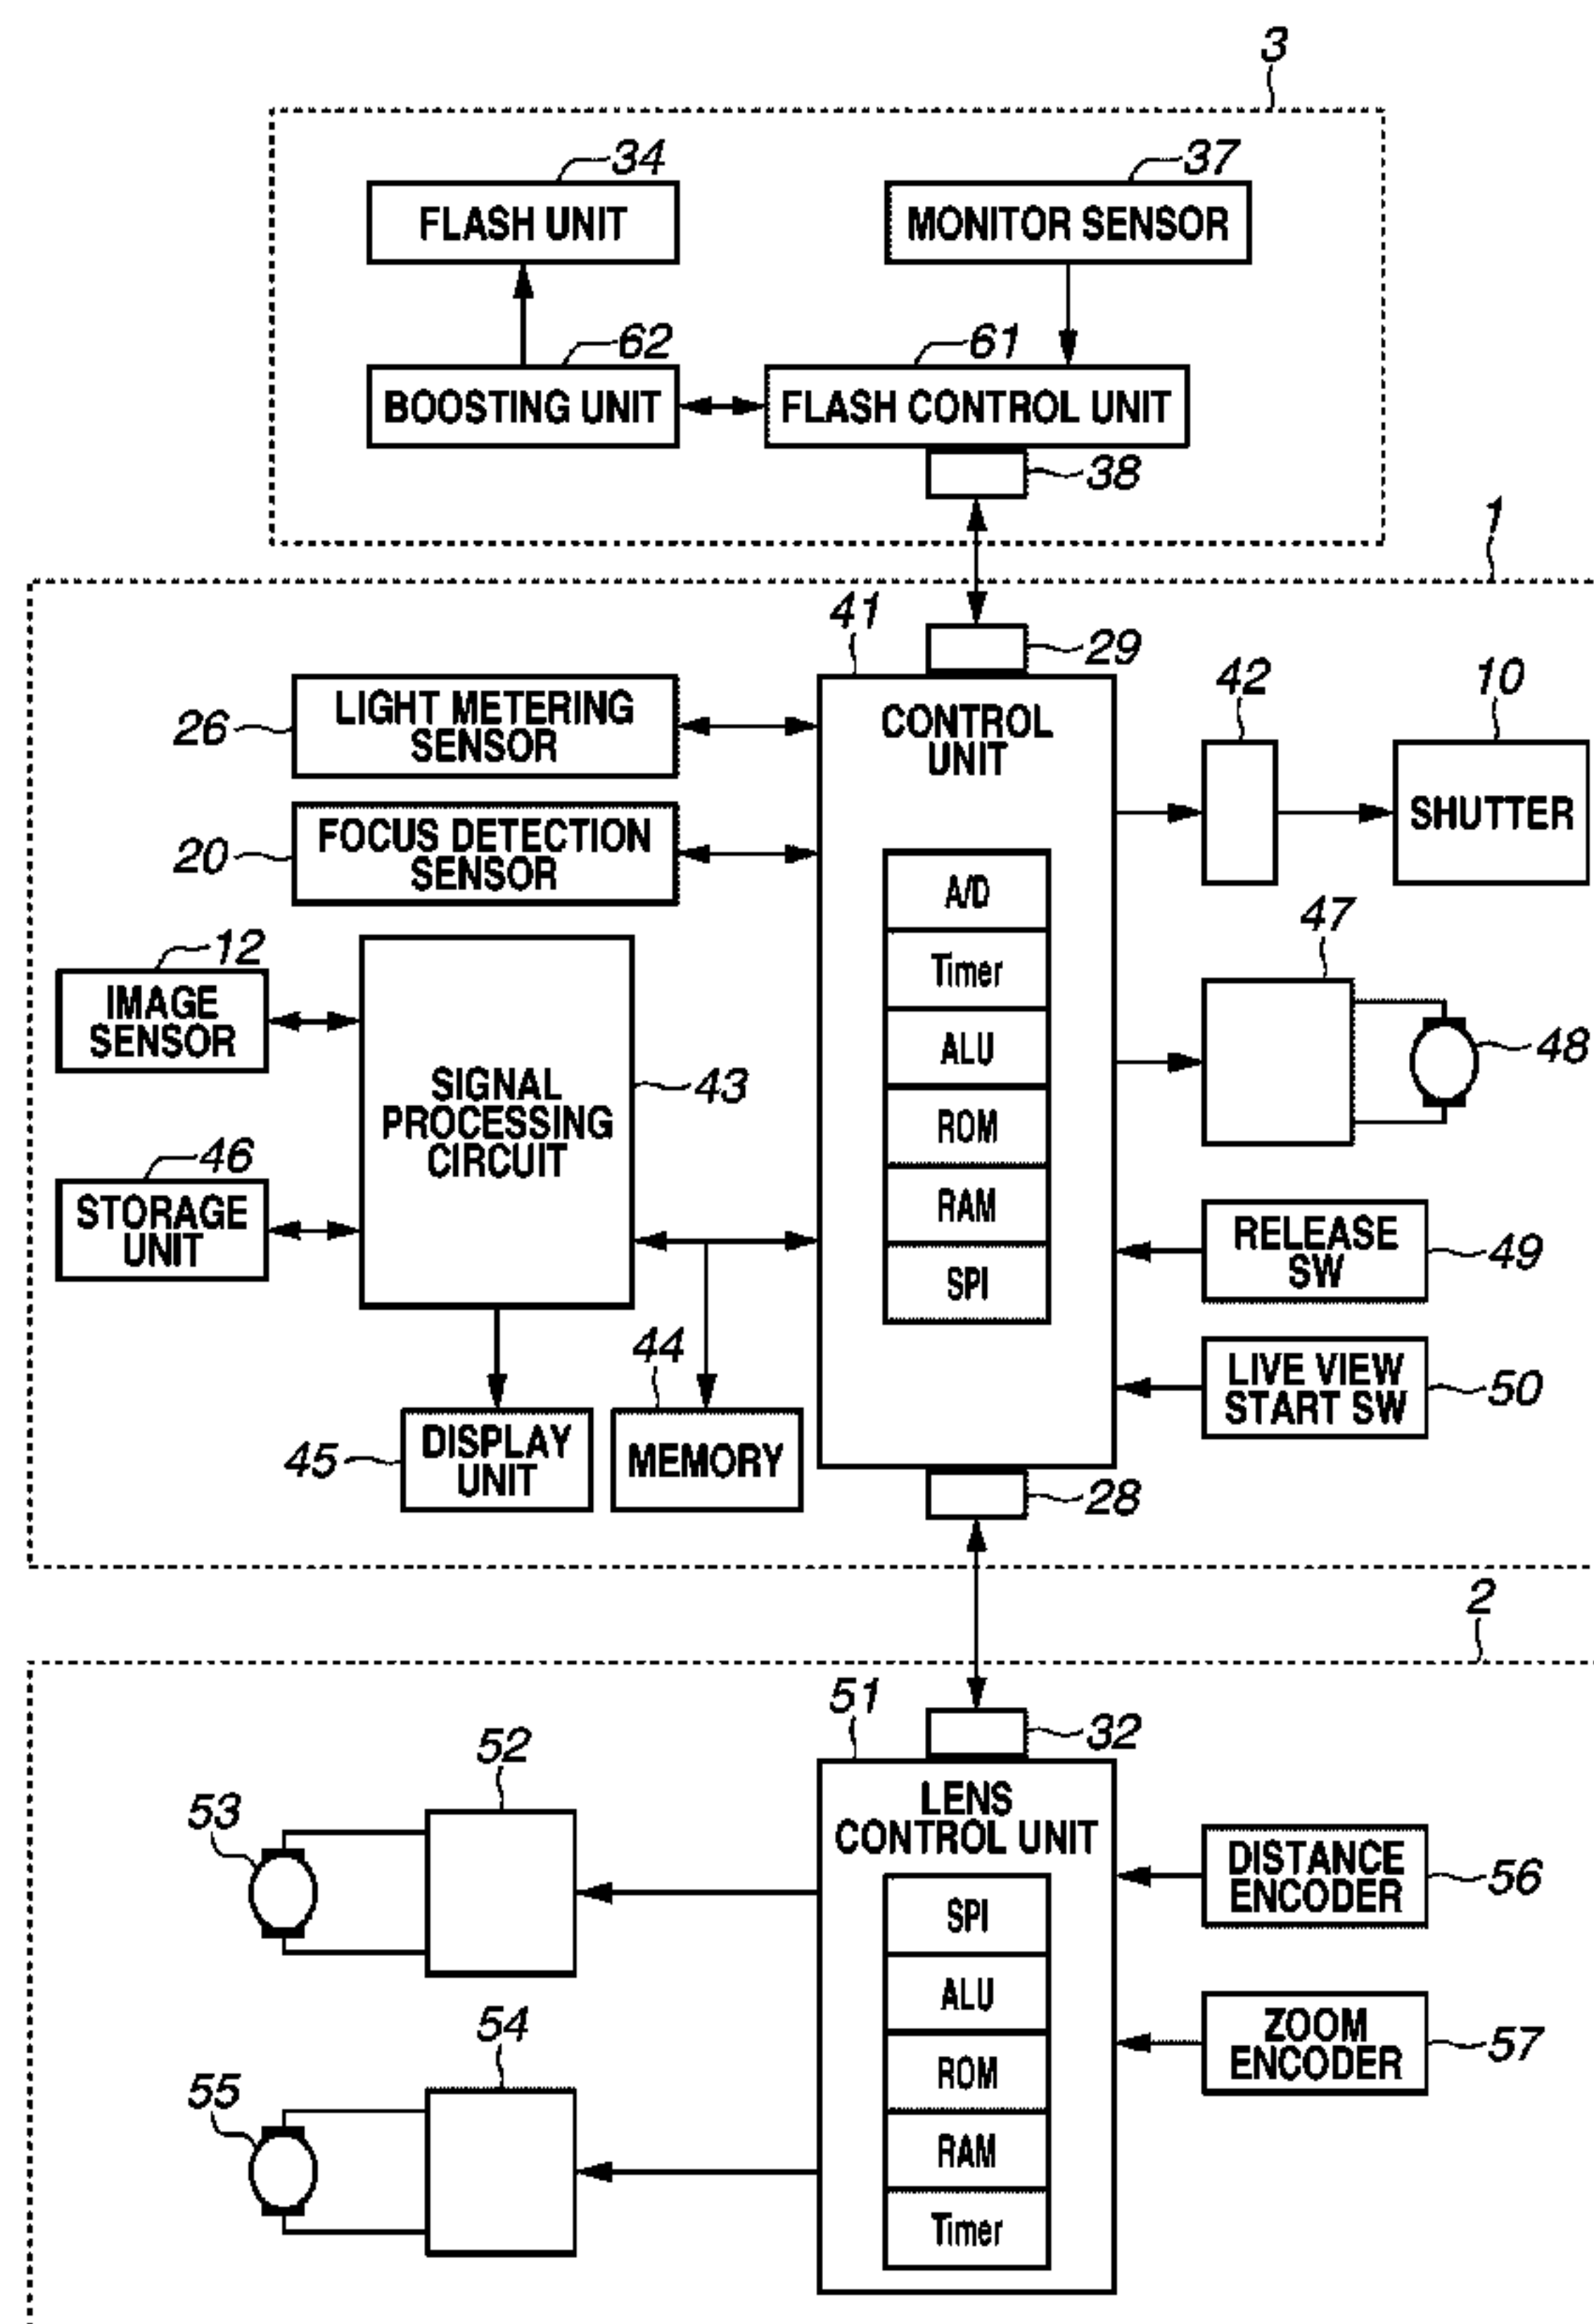 3
34
37
FLASH UNIT
MONITOR SENSOR
62
61
BOOSTING UNIT
FLASH CONTROL UNIT
38
1
41
29
42
10
26
LIGHT METERING
SENSOR
CONTROL
UNIT
SHUTTER
20
FOCUS DETECTION
SENSOR
A/D
Timer
ALU
ROM
RAM
SPI
12
IMAGE
SENSOR
47
48
SIGNAL
PROCESSING
CIRCUIT
43
46
STORAGE
UNIT
RELEASE
SW
49
44
LIVE VIEW
START SW
50
45
DISPLAY
UNIT
MEMORY
28
2
51
32
52
53
LENS
CONTROL UNIT
DISTANCE
ENCODER
56
SPI
ALU
ROM
RAM
Timer
54
55
ZOOM
ENCODER
57